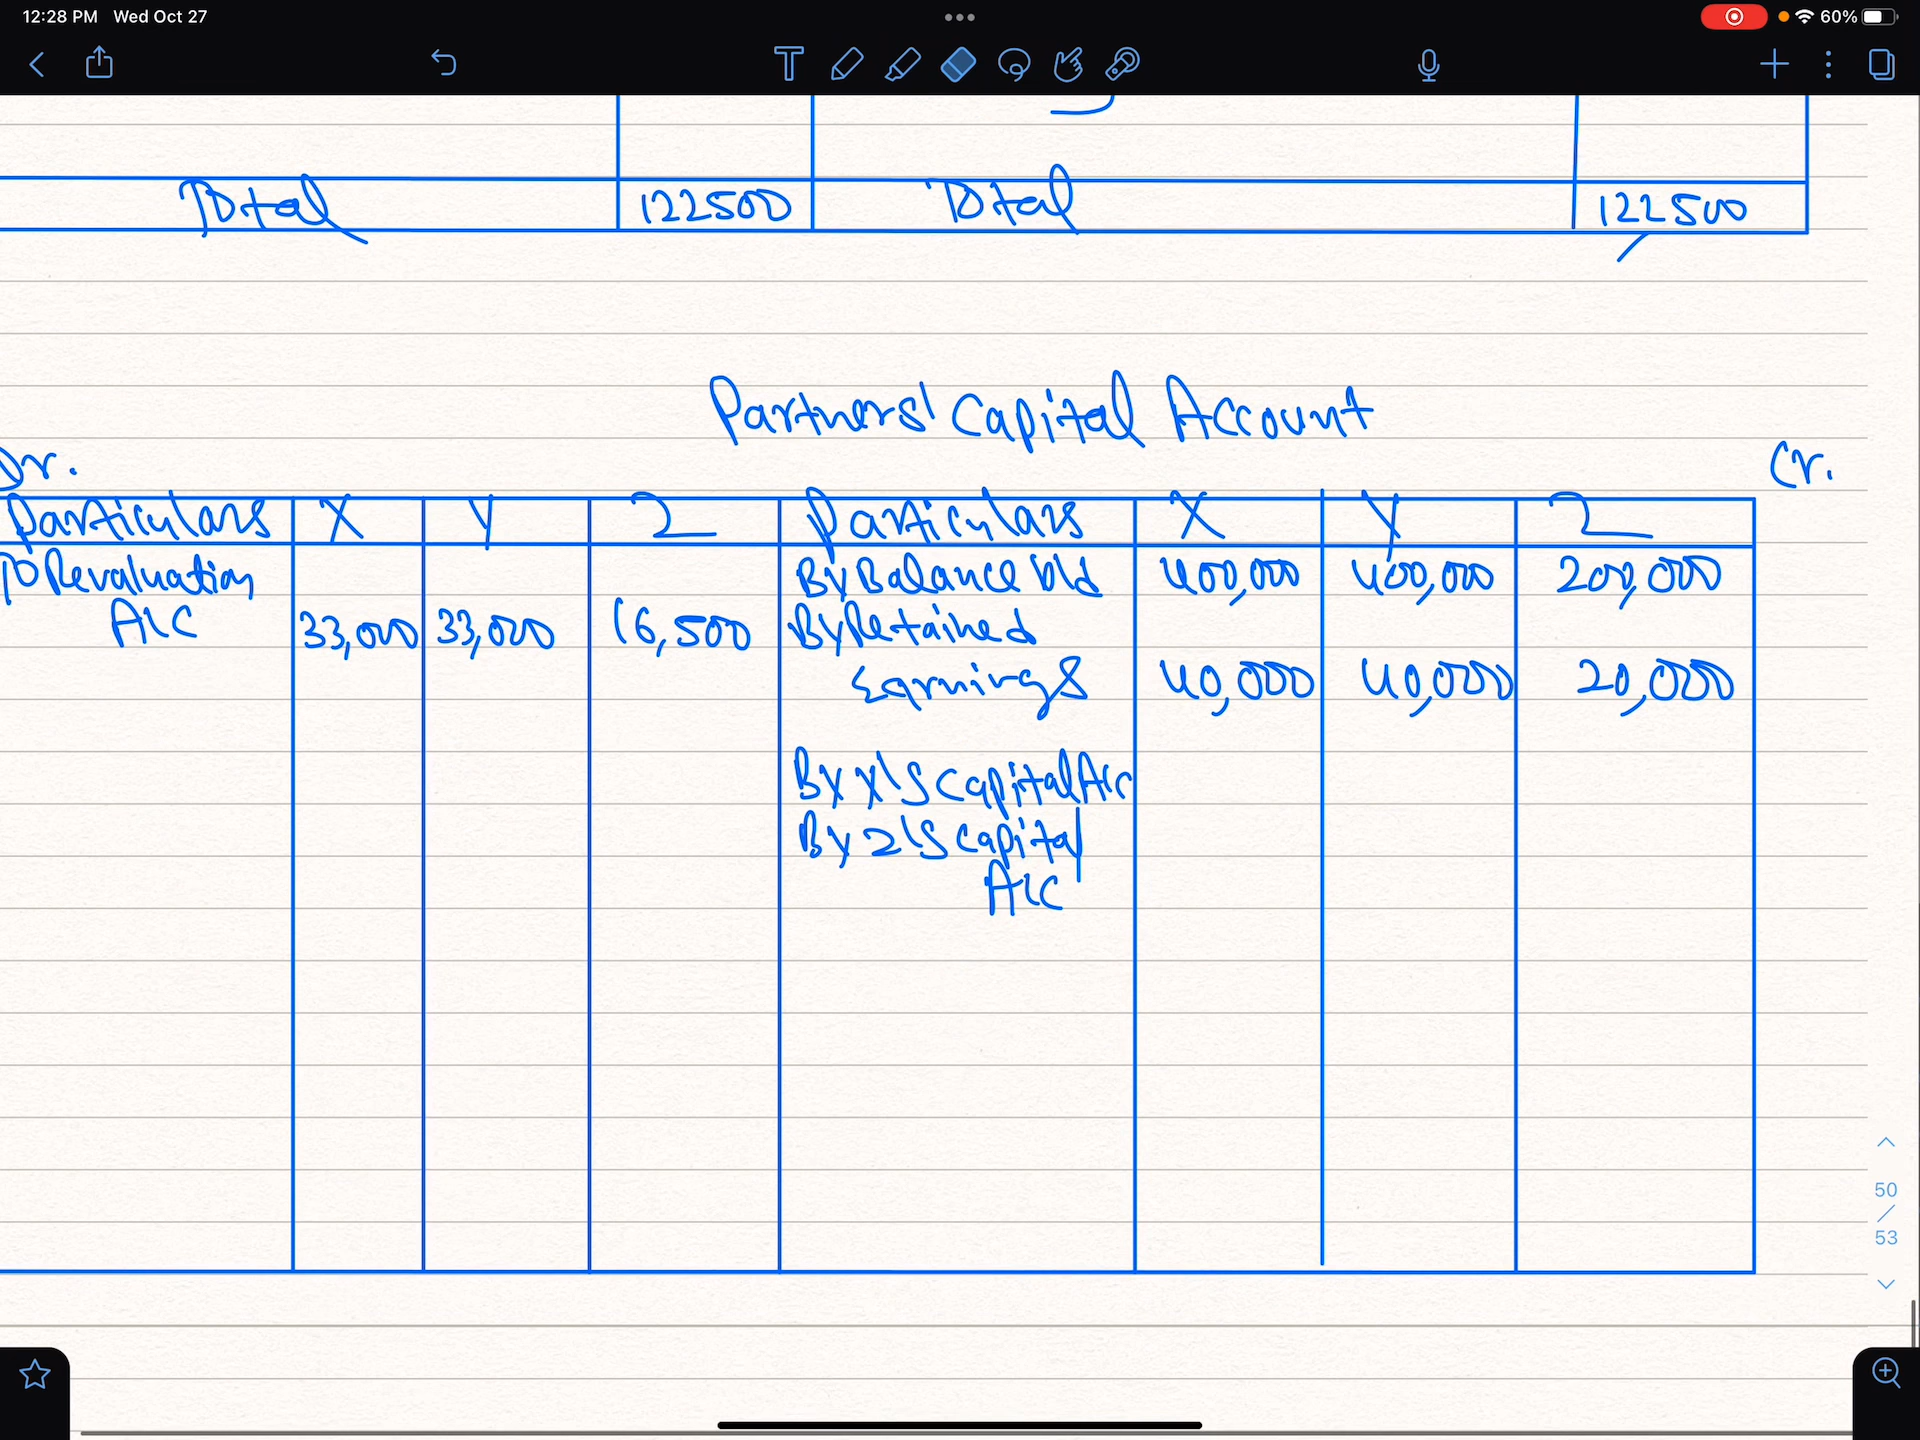 12:28 PM Wed Oct 27
60%
Total 122500 Total 122500
Partners' Capital Account
Dr. Cr.
Particulars X Y Z Particulars X Y Z
To Revaluation By Balance b/d 400,000 400,000 200,000
A/C 33,000 33,000 16,500 By Retained
Earnings 40,000 40,000 20,000
By X's Capital A/c
By Z's Capital
A/C
50
/
53